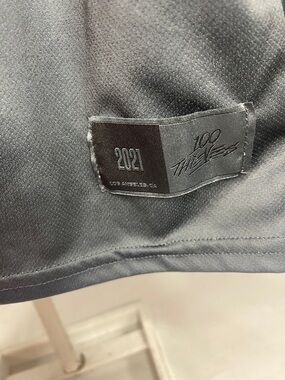 2021
LOS ANGELES, CA
100
THIEVES